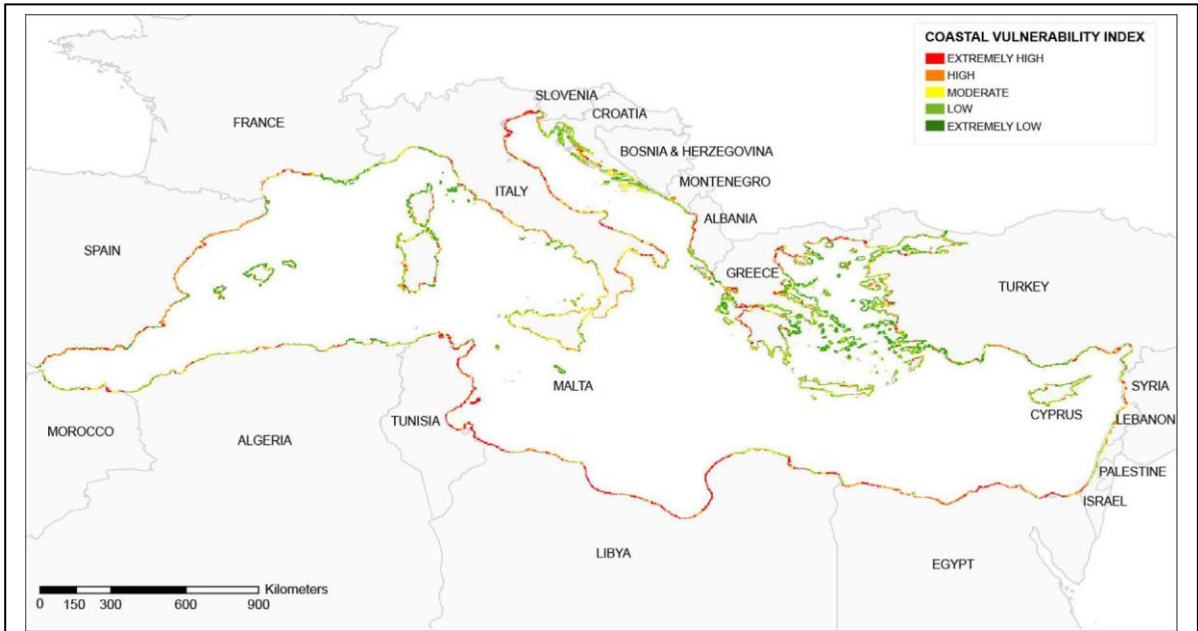 COASTAL VULNERABILITY INDEX
EXTREMELY HIGH
HIGH
MODERATE
LOW
EXTREMELY LOW
SLOVENIA
CROATIA
FRANCE
BOSNIA & HERZEGOVINA
MONTENEGRO
ITALY
ALBANIA
SPAIN
GREECE
TURKEY
MALTA
SYRIA
CYPRUS
LEBANON
TUNISIA
MOROCCO
ALGERIA
PALESTINE
ISRAEL
LIBYA
EGYPT
Kilometers
0 150 300 600 900